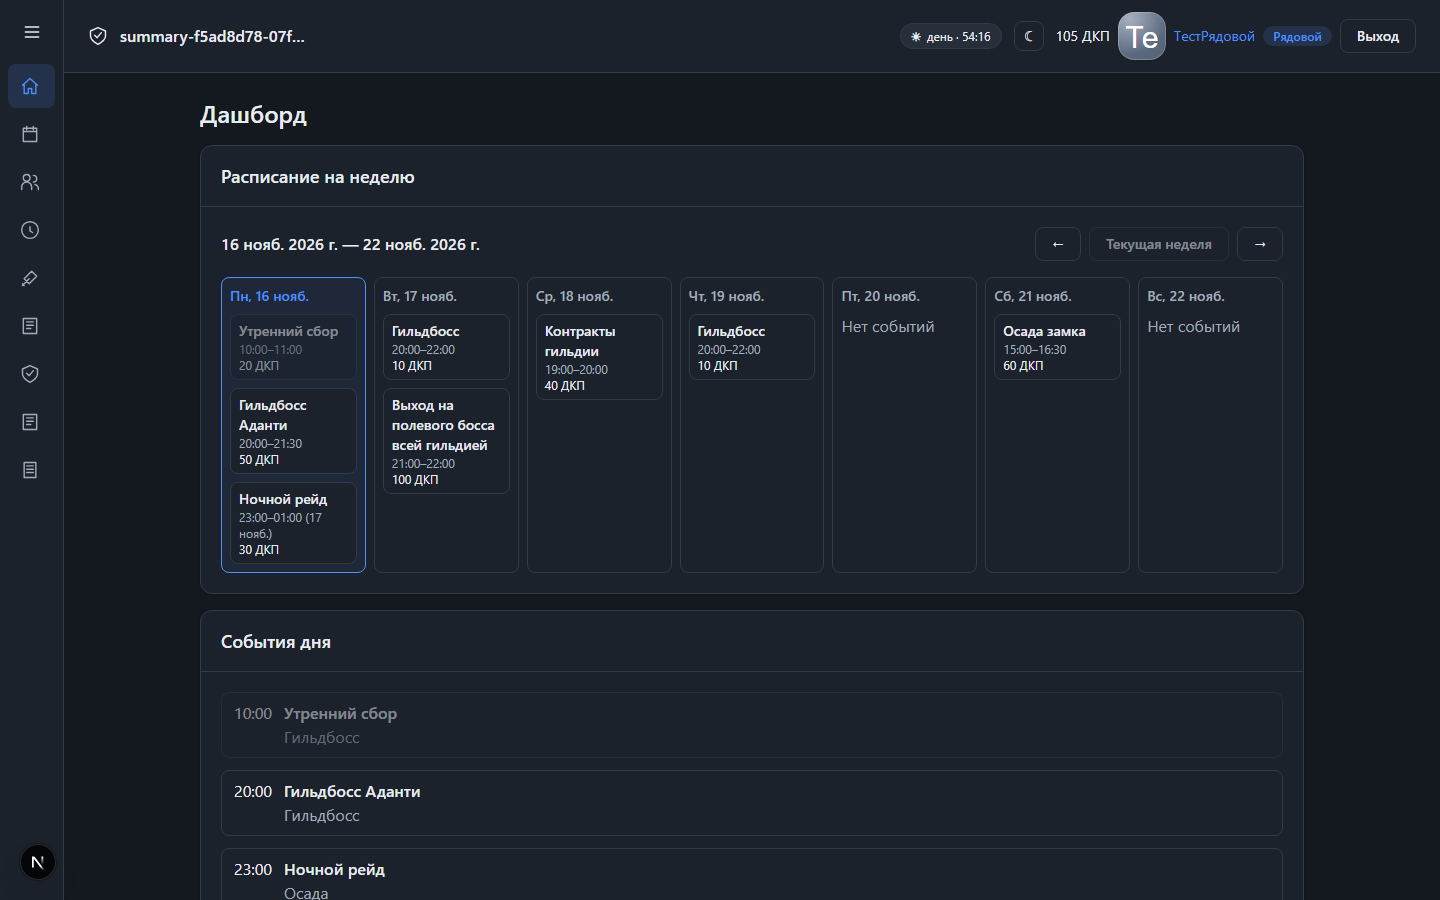 summary-f5ad8d78-07f...
день · 54:16
105 ДКП
Te
ТестРядовой
Рядовой
Выход
Дашборд
Расписание на неделю
16 нояб. 2026 г. — 22 нояб. 2026 г.
←
Текущая неделя
→
Пн, 16 нояб.
Утренний сбор
10:00–11:00
20 ДКП
Гильдбосс
Аданти
20:00–21:30
50 ДКП
Ночной рейд
23:00–01:00 (17
нояб.)
30 ДКП
Вт, 17 нояб.
Гильдбосс
20:00–22:00
10 ДКП
Выход на
полевого босса
всей гильдией
21:00–22:00
100 ДКП
Ср, 18 нояб.
Контракты
гильдии
19:00–20:00
40 ДКП
Чт, 19 нояб.
Гильдбосс
20:00–22:00
10 ДКП
Пт, 20 нояб.
Нет событий
Сб, 21 нояб.
Осада замка
15:00–16:30
60 ДКП
Вс, 22 нояб.
Нет событий
События дня
10:00 Утренний сбор
Гильдбосс
20:00 Гильдбосс Аданти
Гильдбосс
23:00 Ночной рейд
Осада
N